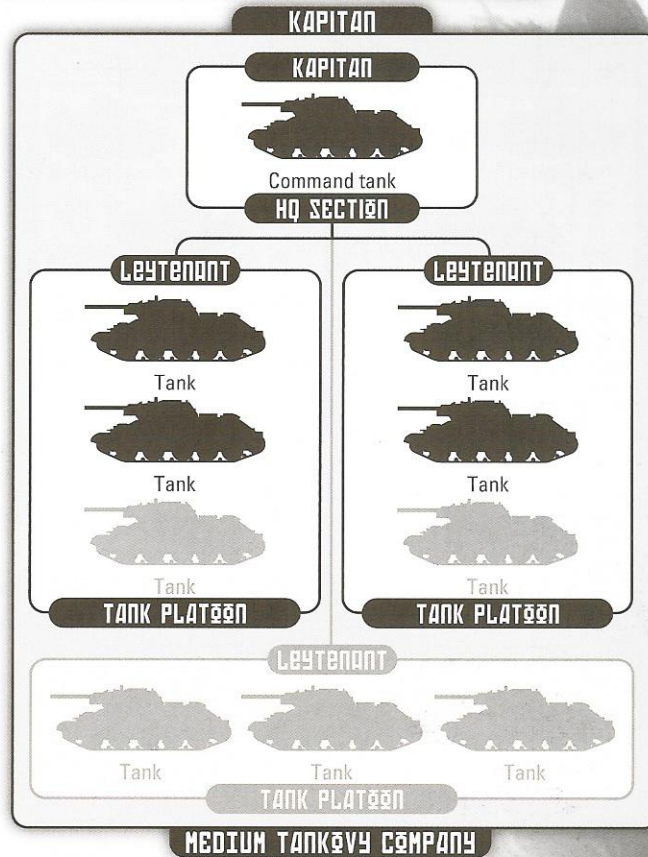 KAPITAN
KAPITAN
Command tank
HQ SECTION
LEYTENANT LEYTENANT
Tank Tank
Tank Tank
Tank Tank
TANK PLATOON TANK PLATOON
LEYTENANT
Tank Tank Tank
TANK PLATOON
MEDIUM TANKOVY COMPANY